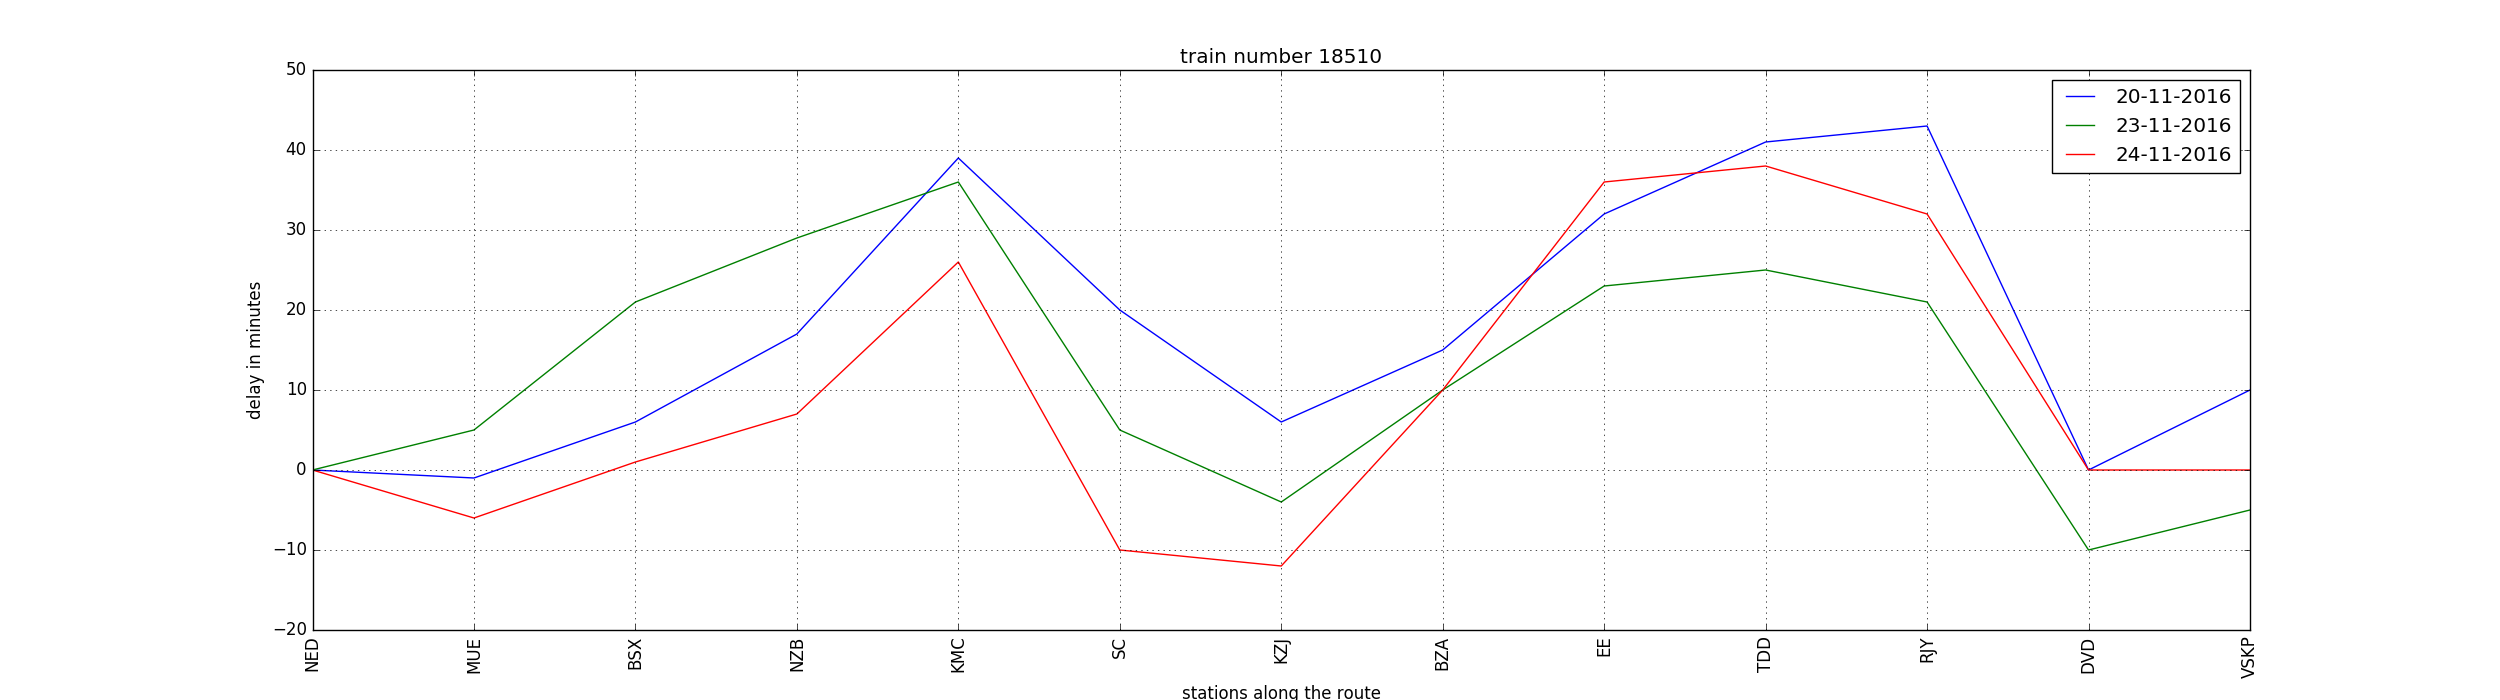 train number 18510
50
40
30
20
10
0
−10
−20
delay in minutes
20-11-2016
23-11-2016
24-11-2016
NED MUE BSX NZB KMC SC KZJ BZA EE TDD RJY DVD VSKP
stations along the route